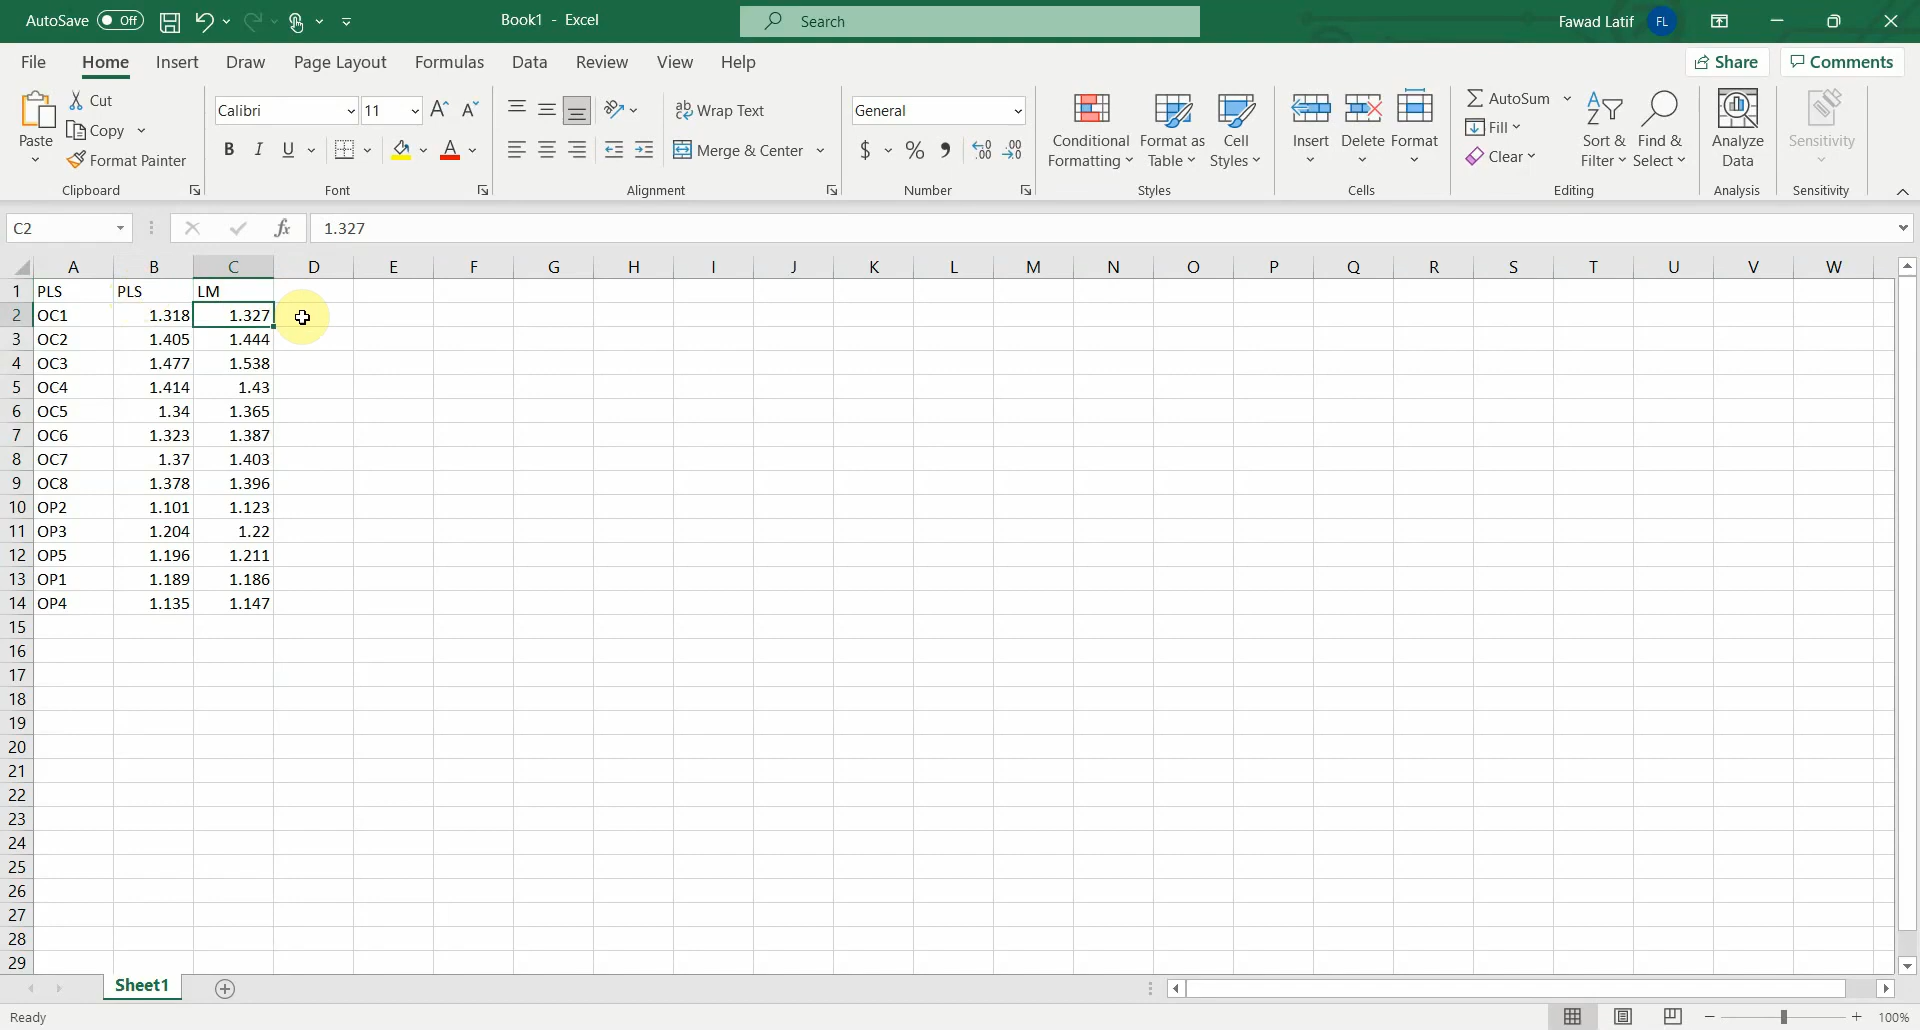 AutoSave Off Book1 - Excel Search Fawad Latif FL
File Home Insert Draw Page Layout Formulas Data Review View Help Share Comments
Paste Cut Copy Format Painter Clipboard
Calibri 11 B I U A Font
ab Wrap Text Merge & Center Alignment
General $ % , Number
Conditional Formatting Format as Table Cell Styles Styles
Insert Delete Format Cells
AutoSum Fill Clear Sort & Filter Find & Select Editing
Analyze Data Analysis
Sensitivity Sensitivity
C2 fx 1.327
A B C D E F G H I J K L M N O P Q R S T U V W
1 PLS PLS LM
2 OC1 1.318 1.327
3 OC2 1.405 1.444
4 OC3 1.477 1.538
5 OC4 1.414 1.43
6 OC5 1.34 1.365
7 OC6 1.323 1.387
8 OC7 1.37 1.403
9 OC8 1.378 1.396
10 OP2 1.101 1.123
11 OP3 1.204 1.22
12 OP5 1.196 1.211
13 OP1 1.189 1.186
14 OP4 1.135 1.147
15
16
17
18
19
20
21
22
23
24
25
26
27
28
29
Sheet1
Ready 100%